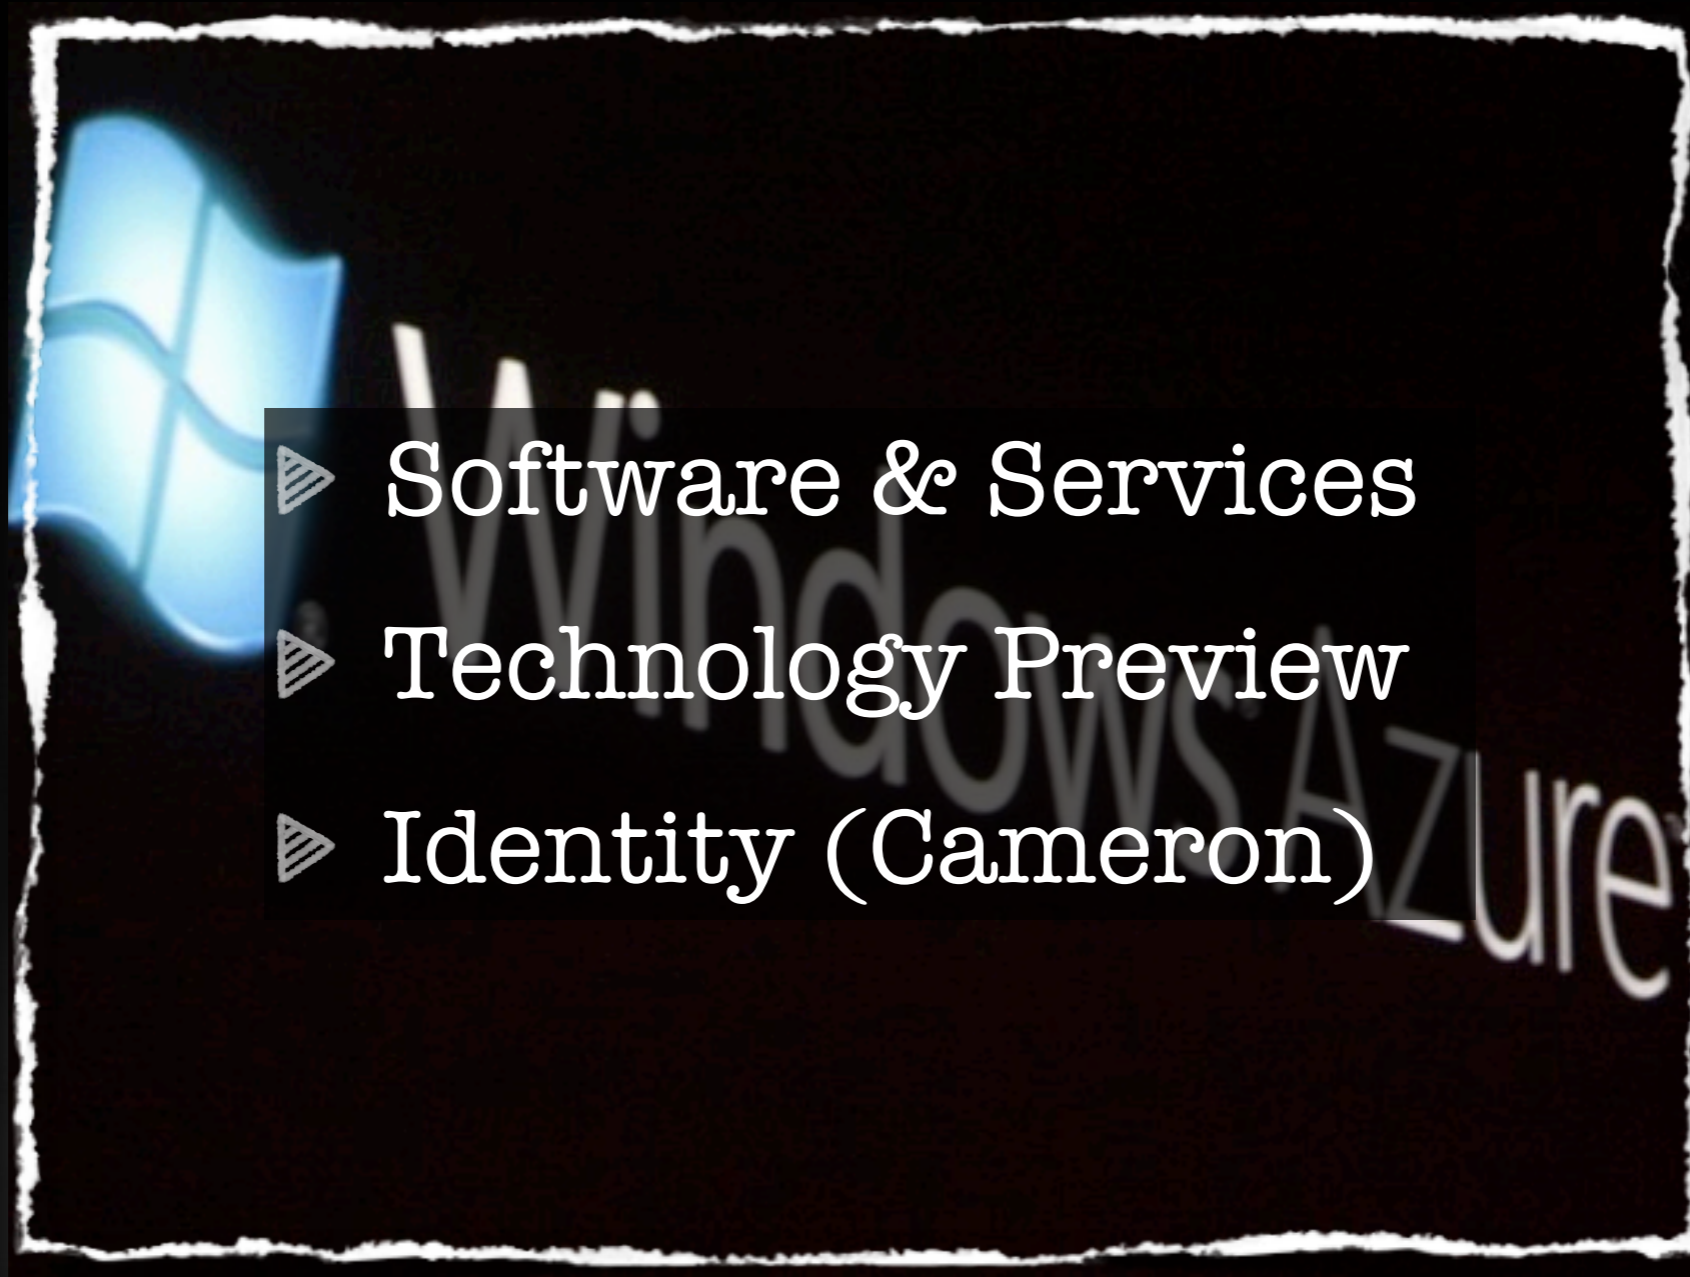 Software & Services
Technology Preview
Identity (Cameron)
Windows Azure